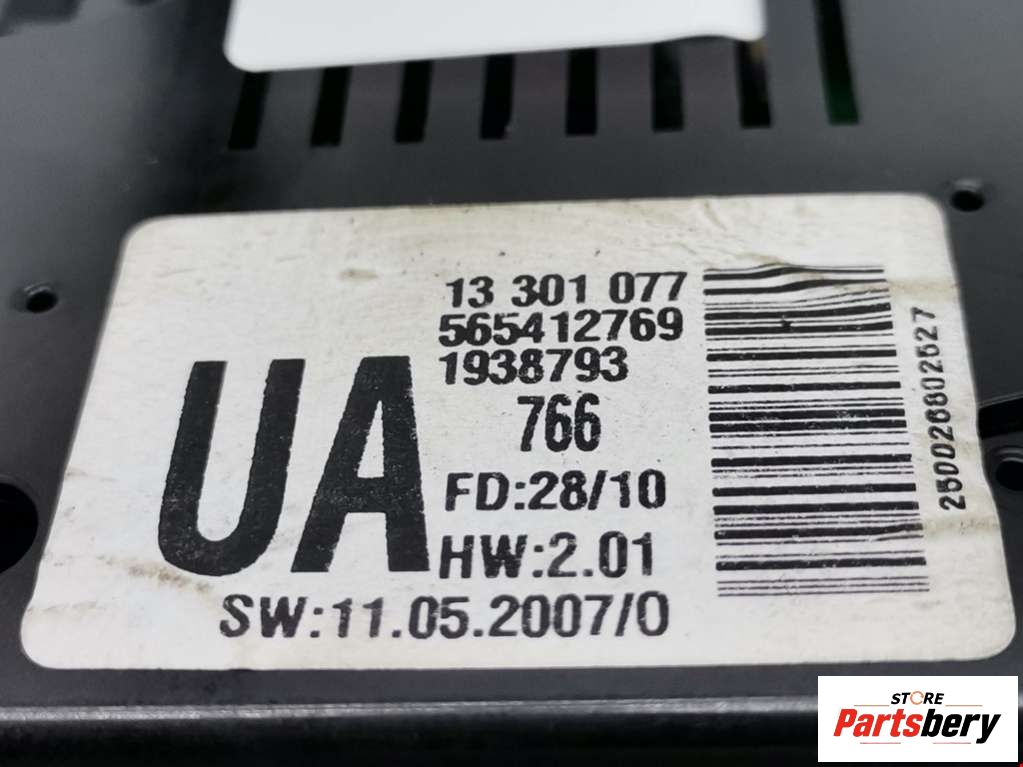 13 301 077
565412769
1938793
766
UA
FD:28/10
HW:2.01
SW:11.05.2007/0
250026802527
STORE
Partsbery